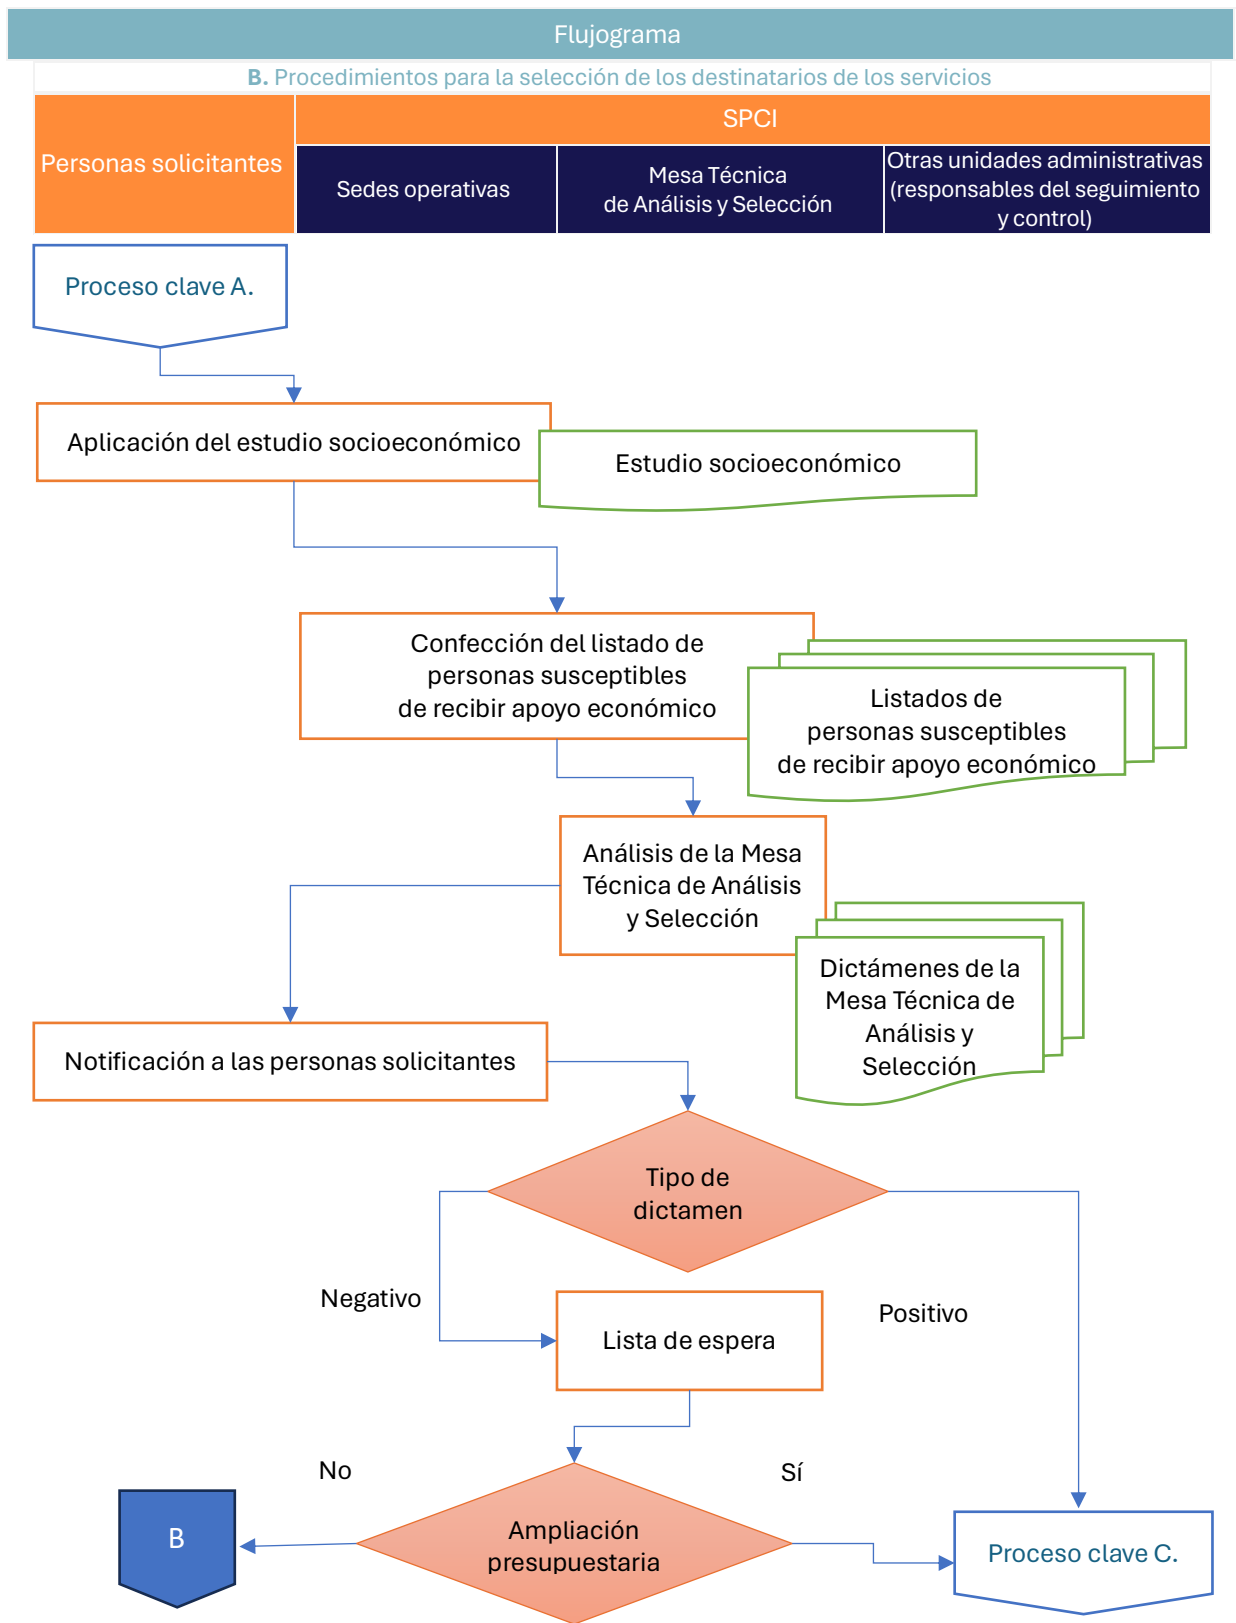 Flujograma
B. Procedimientos para la selección de los destinatarios de los servicios
Personas solicitantes
SPCI
Sedes operativas
Mesa Técnica
de Análisis y Selección
Otras unidades administrativas
(responsables del seguimiento
y control)
Proceso clave A.
Aplicación del estudio socioeconómico
Estudio socioeconómico
Confección del listado de
personas susceptibles
de recibir apoyo económico
Listados de
personas susceptibles
de recibir apoyo económico
Análisis de la Mesa
Técnica de Análisis
y Selección
Dictámenes de la
Mesa Técnica de
Análisis y
Selección
Notificación a las personas solicitantes
Tipo de
dictamen
Negativo
Positivo
Lista de espera
No
Sí
B
Ampliación
presupuestaria
Proceso clave C.